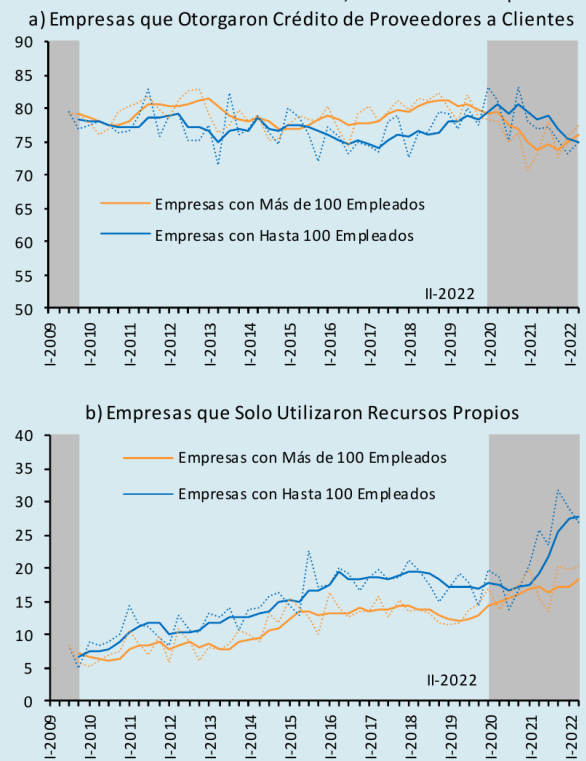 a) Empresas que Otorgaron Crédito de Proveedores a Clientes
90
85
80
75
70
65
60
55
50
Empresas con Más de 100 Empleados
Empresas con Hasta 100 Empleados
II-2022
I-2009
I-2010
I-2011
I-2012
I-2013
I-2014
I-2015
I-2016
I-2017
I-2018
I-2019
I-2020
I-2021
I-2022
b) Empresas que Solo Utilizaron Recursos Propios
40
35
30
25
20
15
10
5
0
Empresas con Más de 100 Empleados
Empresas con Hasta 100 Empleados
II-2022
I-2009
I-2010
I-2011
I-2012
I-2013
I-2014
I-2015
I-2016
I-2017
I-2018
I-2019
I-2020
I-2021
I-2022